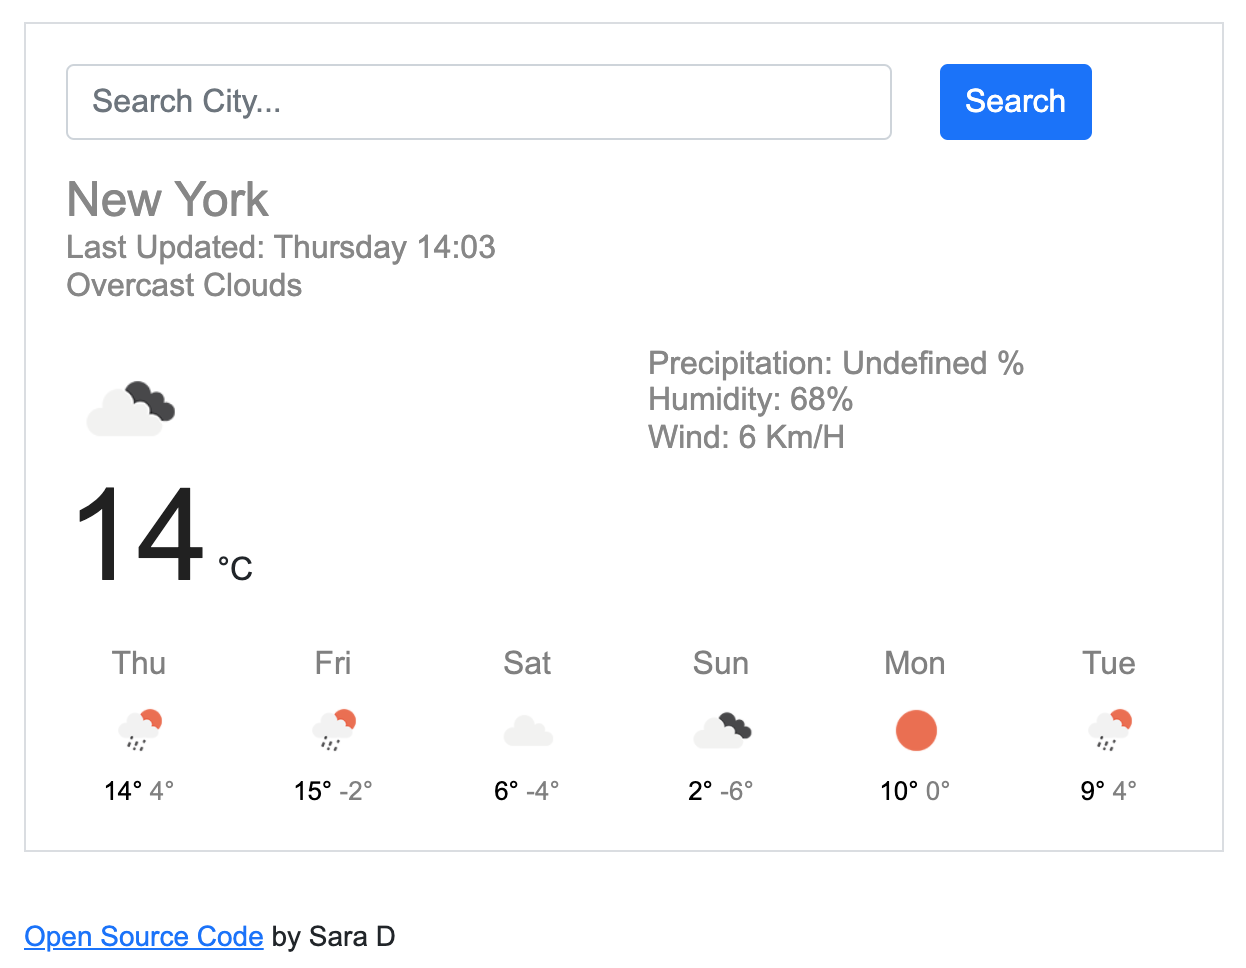 Search City...
Search
New York
Last Updated: Thursday 14:03
Overcast Clouds
Precipitation: Undefined %
Humidity: 68%
Wind: 6 Km/H
14 °C
Thu Fri Sat Sun Mon Tue
14° 4° 15° -2° 6° -4° 2° -6° 10° 0° 9° 4°
Open Source Code by Sara D